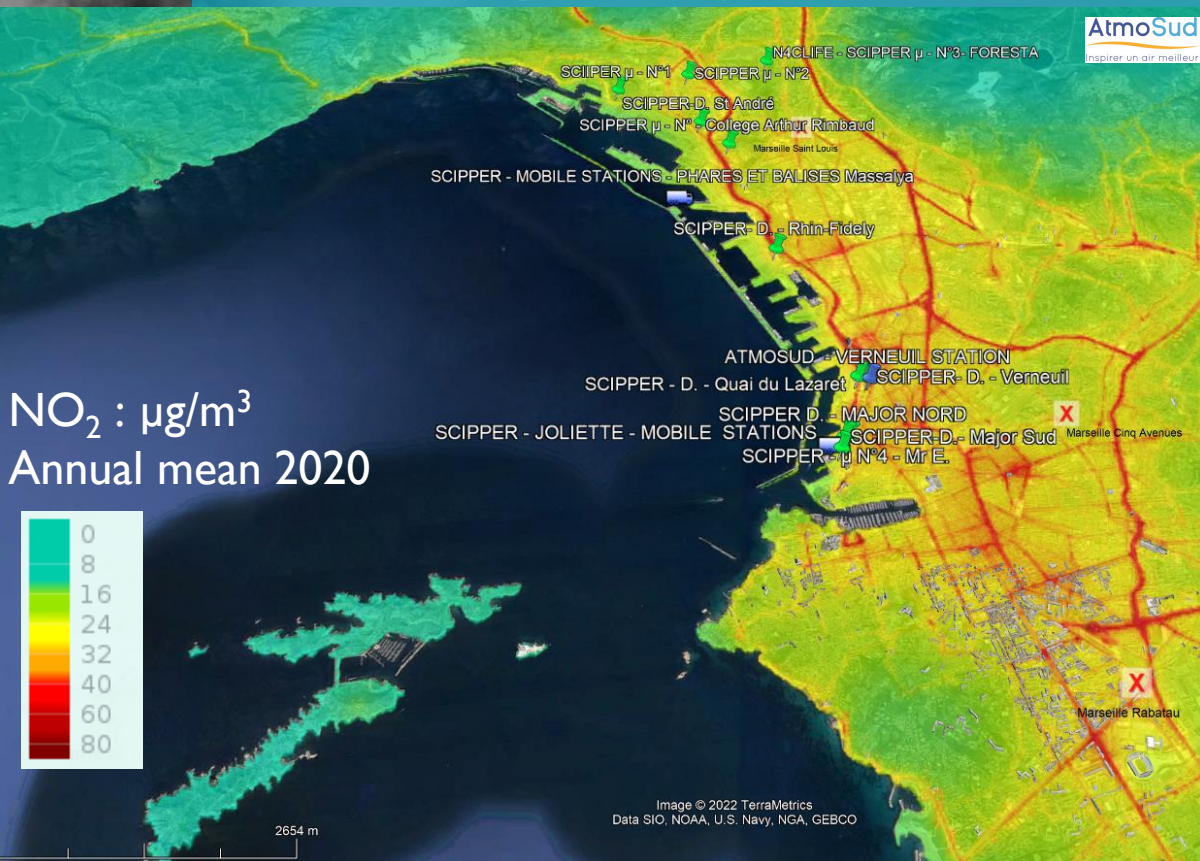 AtmoSud
Inspirer un air meilleur
N4CLIFE - SCIPPER µ - N°3- FORESTA
SCIIPER µ - N°1
SCIPPER µ - N°2
SCIPPER-D. St André
SCIPPER µ - N° - College Arthur Rimbaud
Marseille Saint Louis
SCIPPER - MOBILE STATIONS - PHARES ET BALISES Massalya
SCIPPER- D. - Rhin-Fidely
ATMOSUD - VERNEUIL STATION
SCIPPER - D. - Quai du Lazaret
SCIPPER- D. - Verneuil
SCIPPER D. - MAJOR NORD
SCIPPER - JOLIETTE - MOBILE STATIONS
SCIPPER-D.- Major Sud
X
Marseille Cinq Avenues
SCIPPER - µ N°4 - Mr E.
NO₂ : µg/m³
Annual mean 2020
0
8
16
24
32
40
60
80
X
Marseille Rabatau
Image © 2022 TerraMetrics
Data SIO, NOAA, U.S. Navy, NGA, GEBCO
2654 m